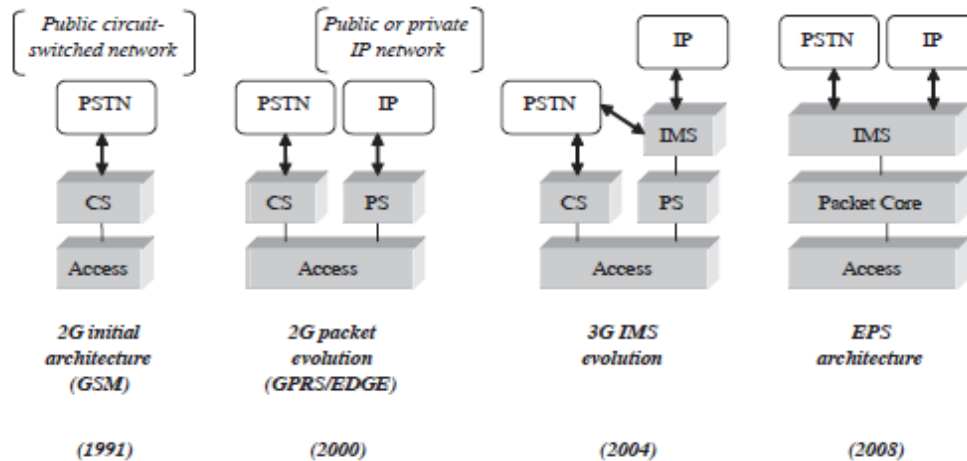 Public circuit-
switched network
PSTN
CS
Access
2G initial
architecture
(GSM)
(1991)
Public or private
IP network
PSTN
IP
CS
PS
Access
2G packet
evolution
(GPRS/EDGE)
(2000)
IP
PSTN
IMS
CS
PS
Access
3G IMS
evolution
(2004)
PSTN
IP
IMS
Packet Core
Access
EPS
architecture
(2008)